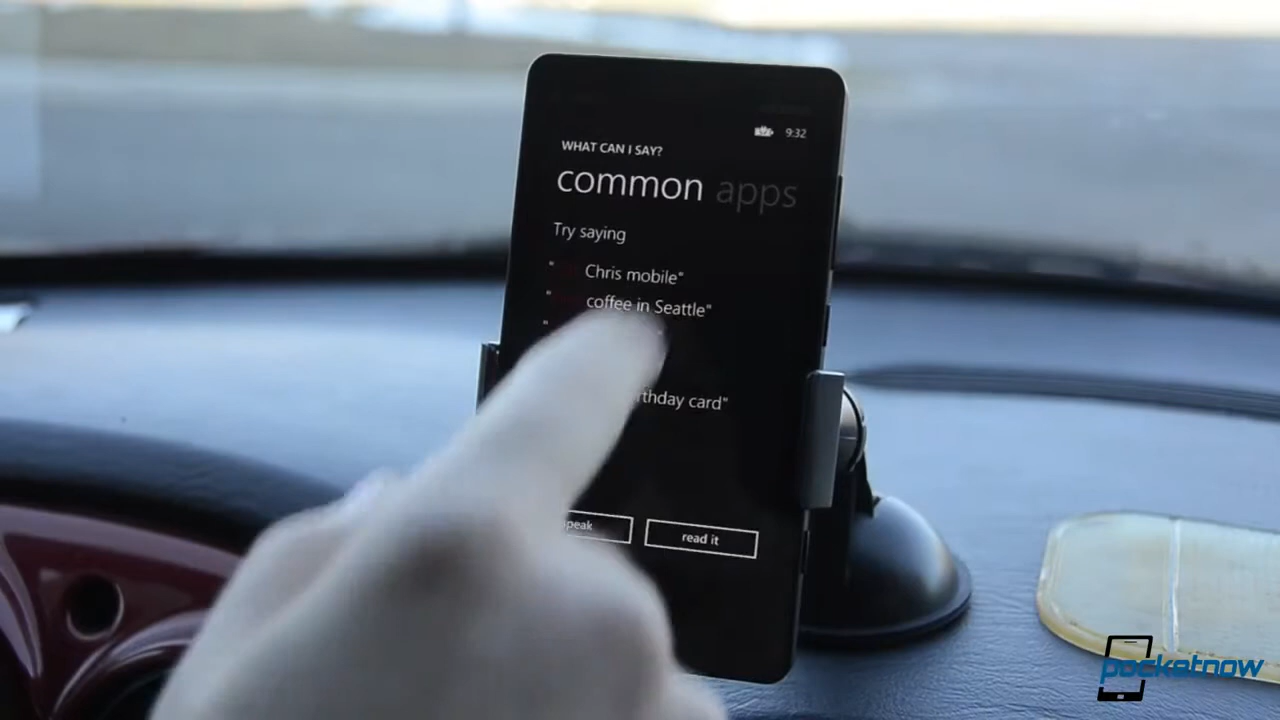 9:32
WHAT CAN I SAY?
common apps
Try saying
" Chris mobile"
" coffee in Seattle"
"
rthday card"
peak
read it
pocketnow